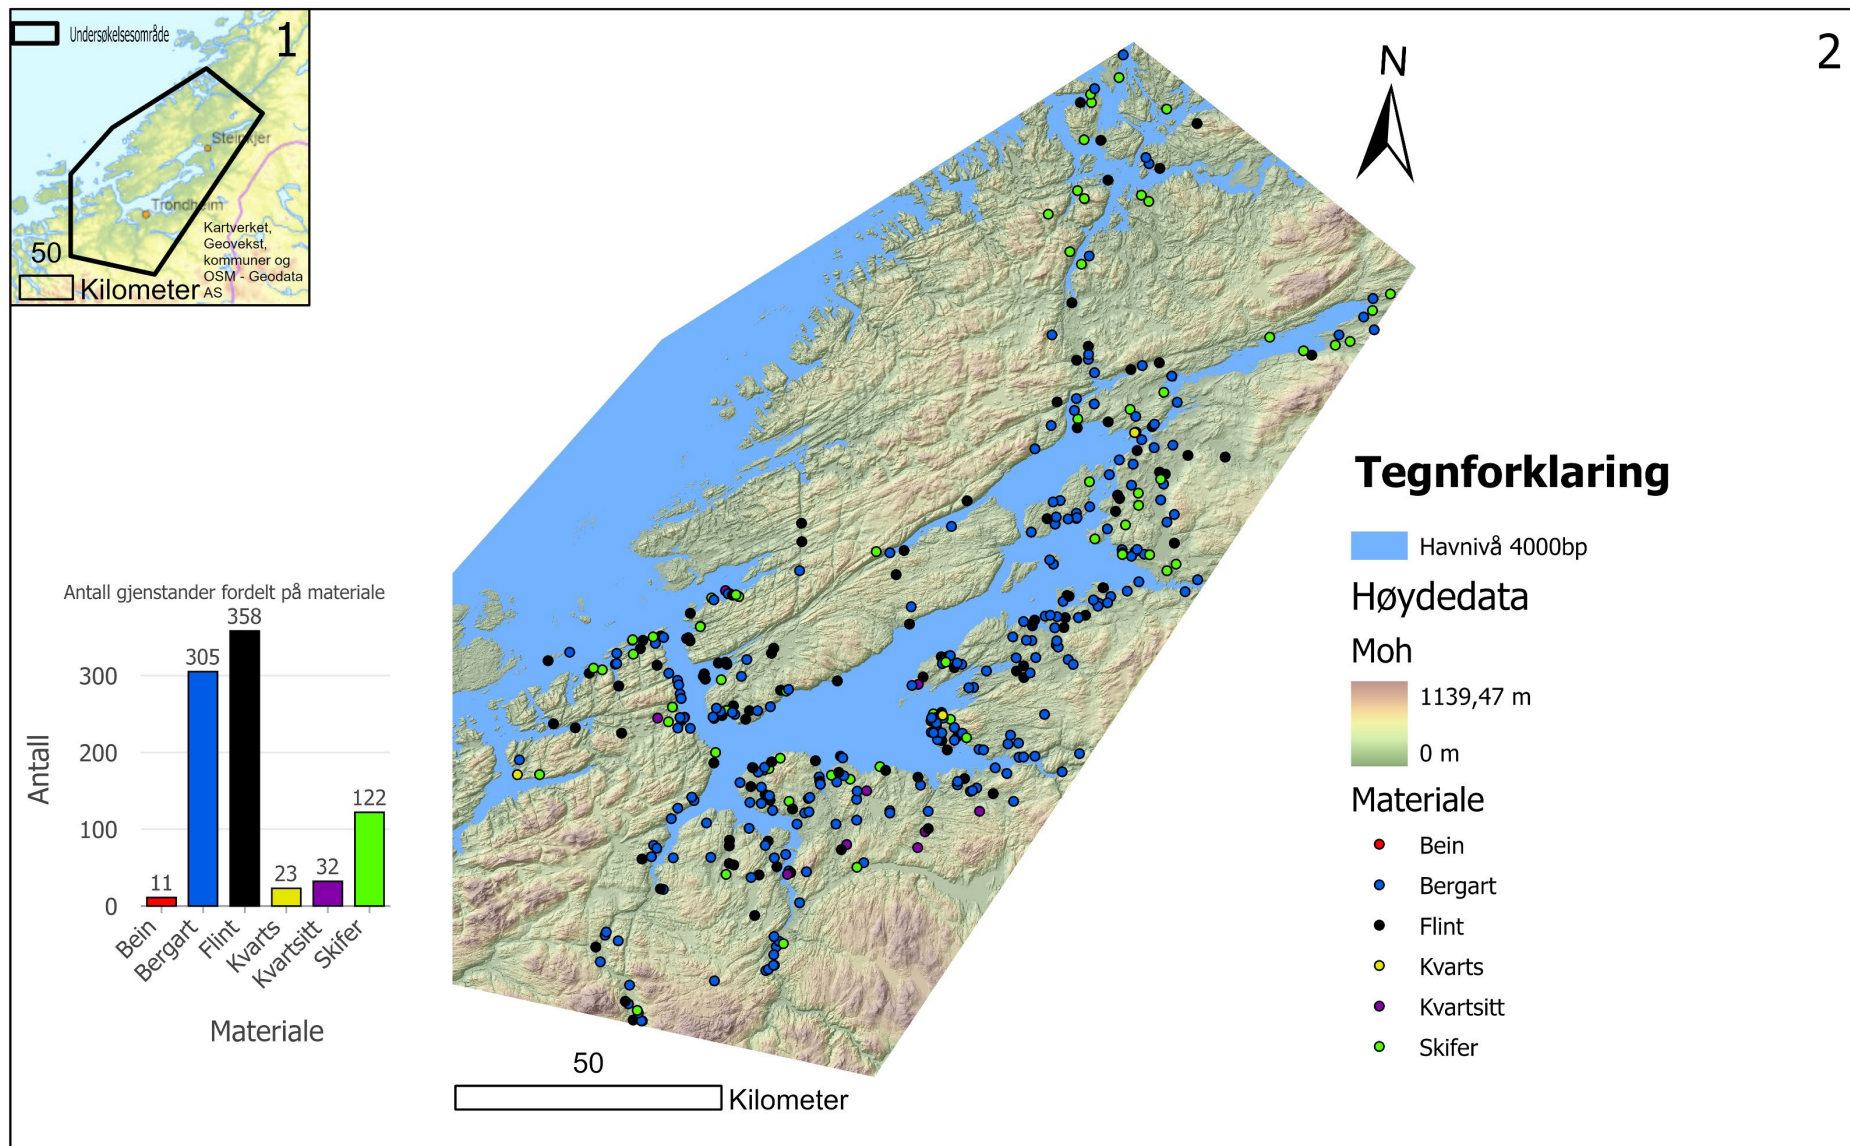 Undersøkelsesområde
1
Steinkjer
Trondheim
Kartverket,
Geovekst,
kommuner og
OSM - Geodata
AS
50
Kilometer
2
N
Antall gjenstander fordelt på materiale
358
305
300
200
122
100
11
23
32
0
Antall
Bein
Bergart
Flint
Kvarts
Kvartsitt
Skifer
Materiale
50
Kilometer
Tegnforklaring
Havnivå 4000bp
Høydedata
Moh
1139,47 m
0 m
Materiale
Bein
Bergart
Flint
Kvarts
Kvartsitt
Skifer